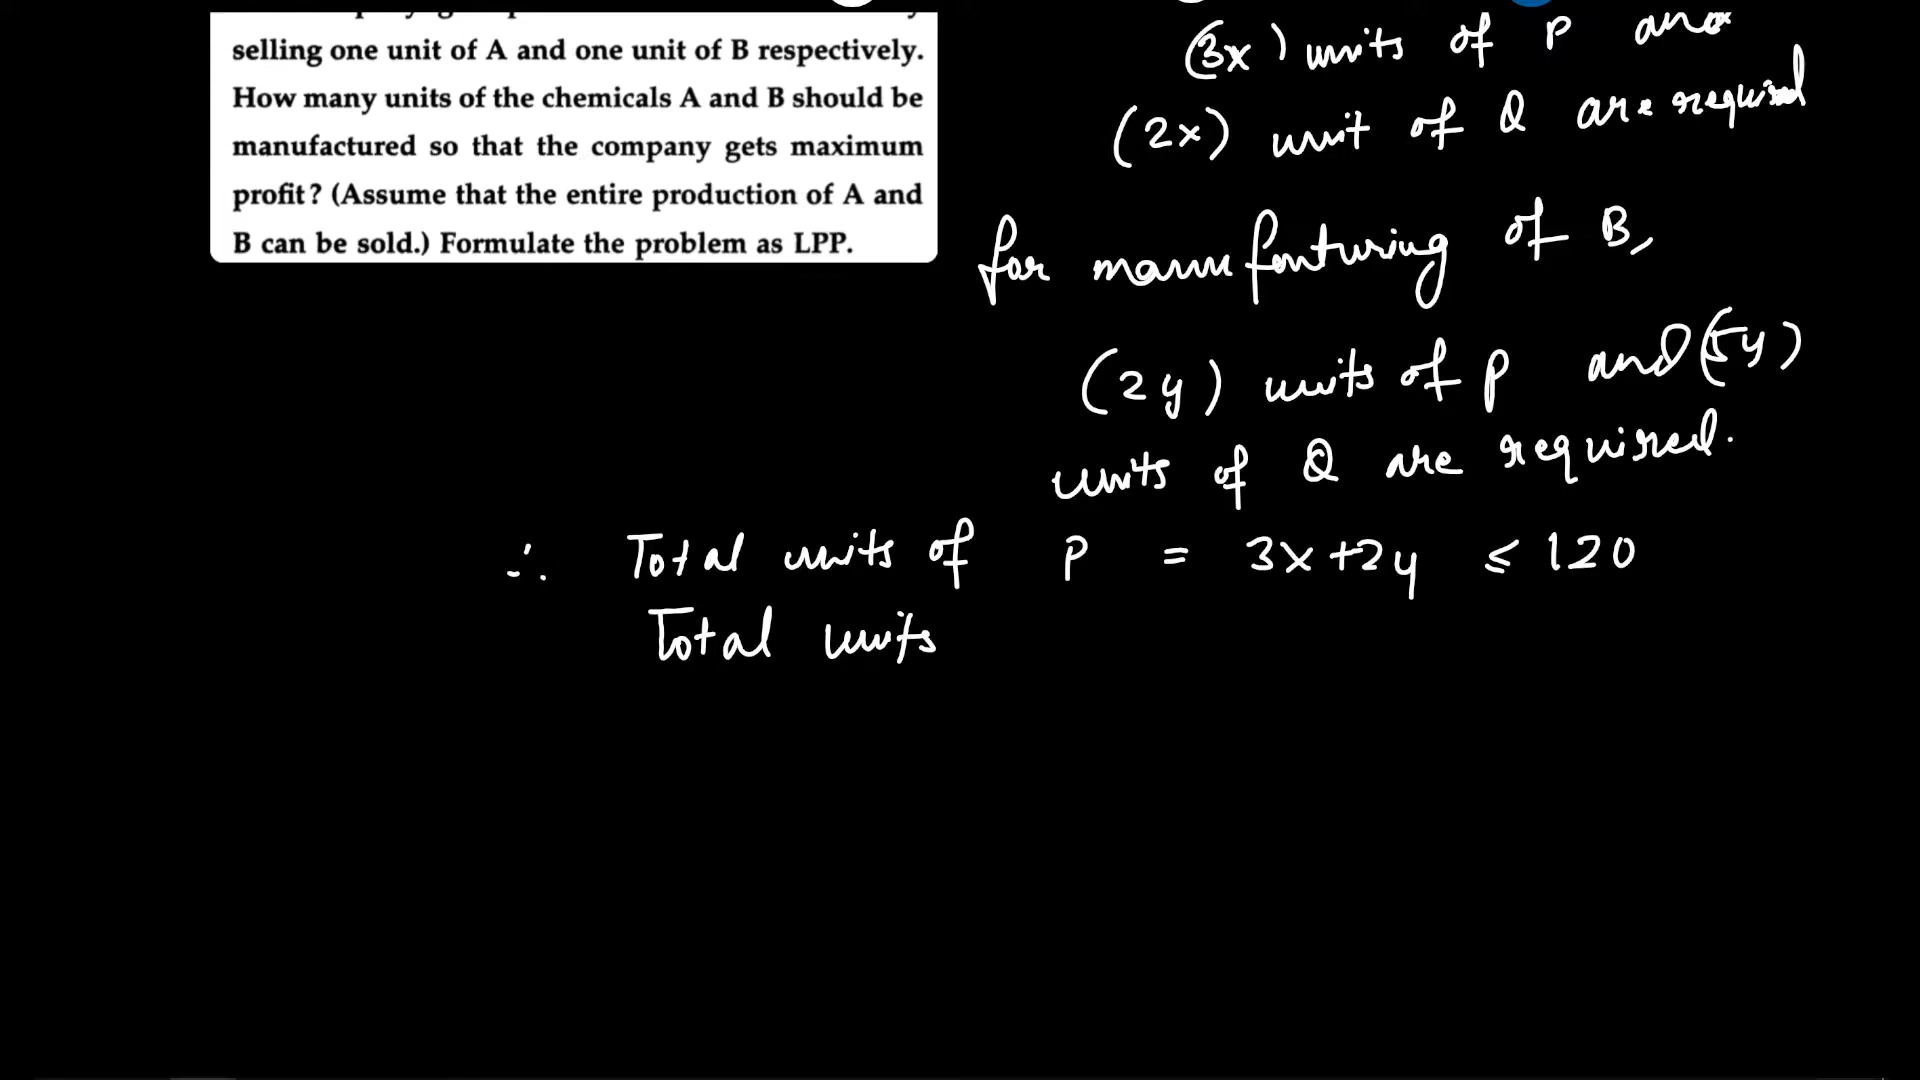 selling one unit of A and one unit of B respectively.
How many units of the chemicals A and B should be
manufactured so that the company gets maximum
profit? (Assume that the entire production of A and
B can be sold.) Formulate the problem as LPP.
(3x) units of P and
(2x) unit of Q are required
for manufonturing of B,
(2y) units of P and (5y)
units of Q are required.
∴ Total units of P = 3x+2y ≤ 120
Total units